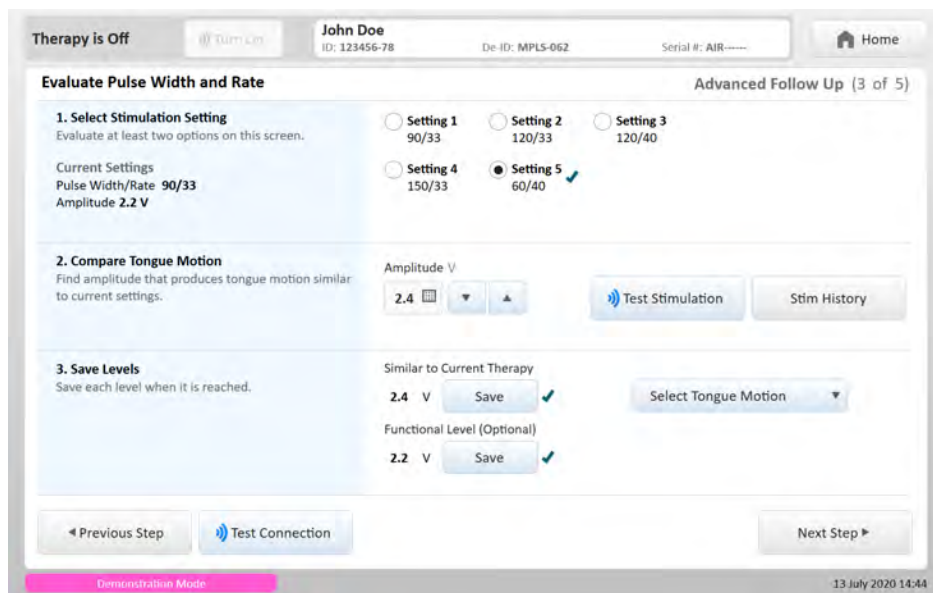 Therapy is Off
Turn On
John Doe
ID: 123456-78 De-ID: MPLS-062 Serial #: AIR------
Home
Evaluate Pulse Width and Rate
Advanced Follow Up (3 of 5)
1. Select Stimulation Setting
Evaluate at least two options on this screen.
Current Settings
Pulse Width/Rate 90/33
Amplitude 2.2 V
Setting 1 Setting 2 Setting 3
90/33 120/33 120/40
Setting 4 Setting 5
150/33 60/40
2. Compare Tongue Motion
Find amplitude that produces tongue motion similar
to current settings.
Amplitude V
2.4
Test Stimulation
Stim History
3. Save Levels
Save each level when it is reached.
Similar to Current Therapy
2.4 V Save
Select Tongue Motion
Functional Level (Optional)
2.2 V Save
Previous Step
Test Connection
Next Step
Demonstration Mode
13 July 2020 14:44